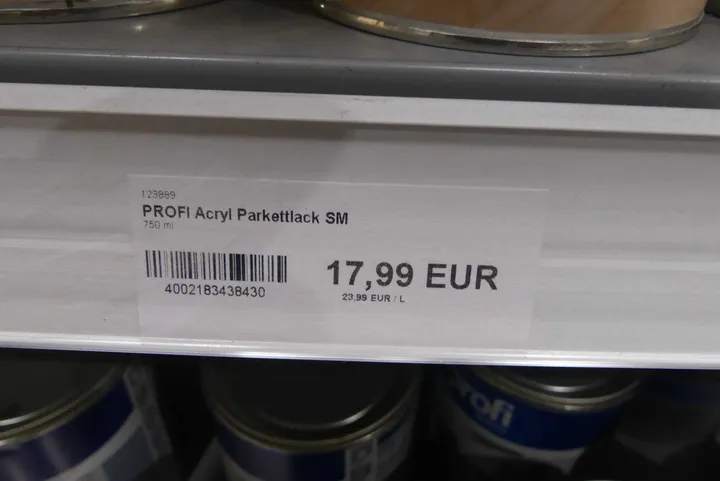 123889
PROFI Acryl Parkettlack SM
750 ml
17,99 EUR
4002183438430
23,99 EUR / L
profi